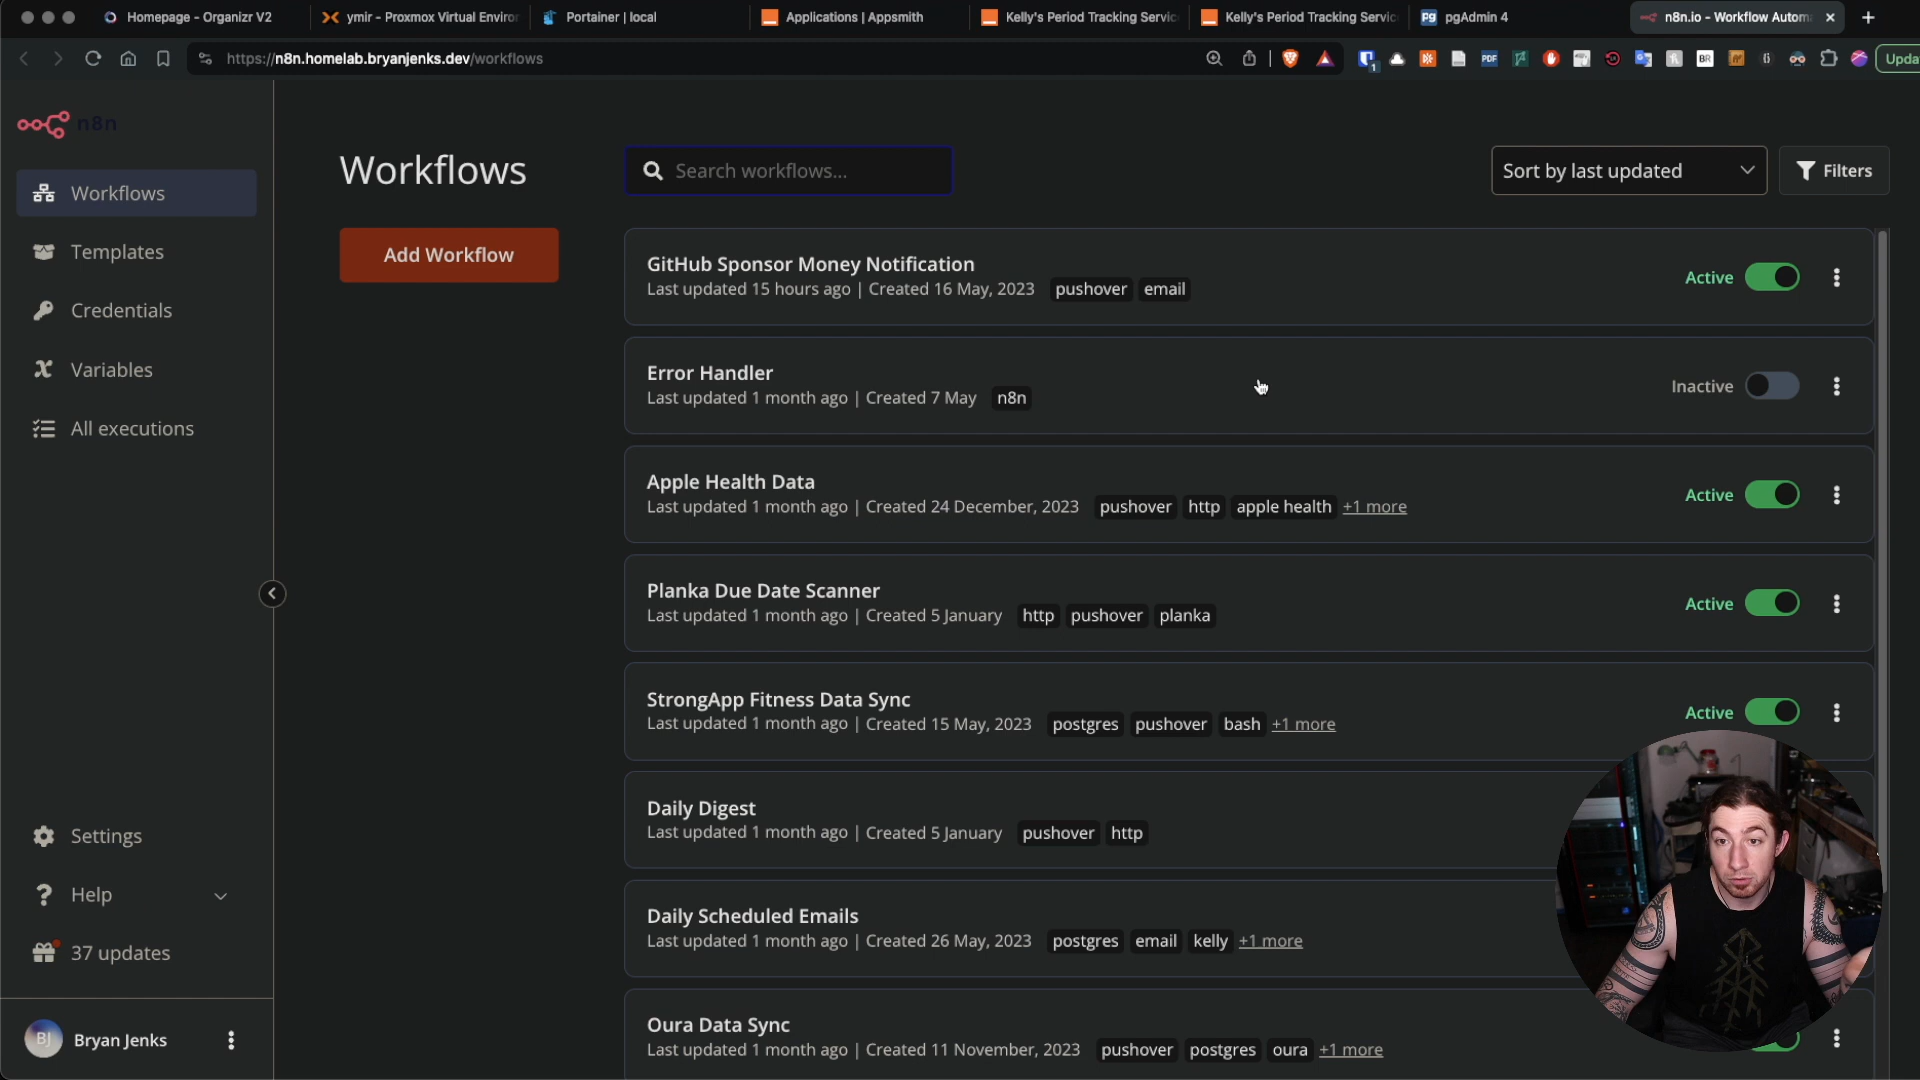 Homepage - Organizr V2
ymir - Proxmox Virtual Enviror
Portainer | local
Applications | Appsmith
Kelly's Period Tracking Servic
Kelly's Period Tracking Servic
pgAdmin 4
n8n.io - Workflow Autom
https://n8n.homelab.bryanjenks.dev/workflows
Upda
n8n
Workflows
Templates
Credentials
Variables
All executions
Settings
Help
37 updates
BJ
Bryan Jenks
Workflows
Search workflows...
Sort by last updated
Filters
Add Workflow
GitHub Sponsor Money Notification
Last updated 15 hours ago | Created 16 May, 2023 pushover email
Active
Error Handler
Last updated 1 month ago | Created 7 May n8n
Inactive
Apple Health Data
Last updated 1 month ago | Created 24 December, 2023 pushover http apple health +1 more
Active
Planka Due Date Scanner
Last updated 1 month ago | Created 5 January http pushover planka
Active
StrongApp Fitness Data Sync
Last updated 1 month ago | Created 15 May, 2023 postgres pushover bash +1 more
Active
Daily Digest
Last updated 1 month ago | Created 5 January pushover http
Daily Scheduled Emails
Last updated 1 month ago | Created 26 May, 2023 postgres email kelly +1 more
Oura Data Sync
Last updated 1 month ago | Created 11 November, 2023 pushover postgres oura +1 more